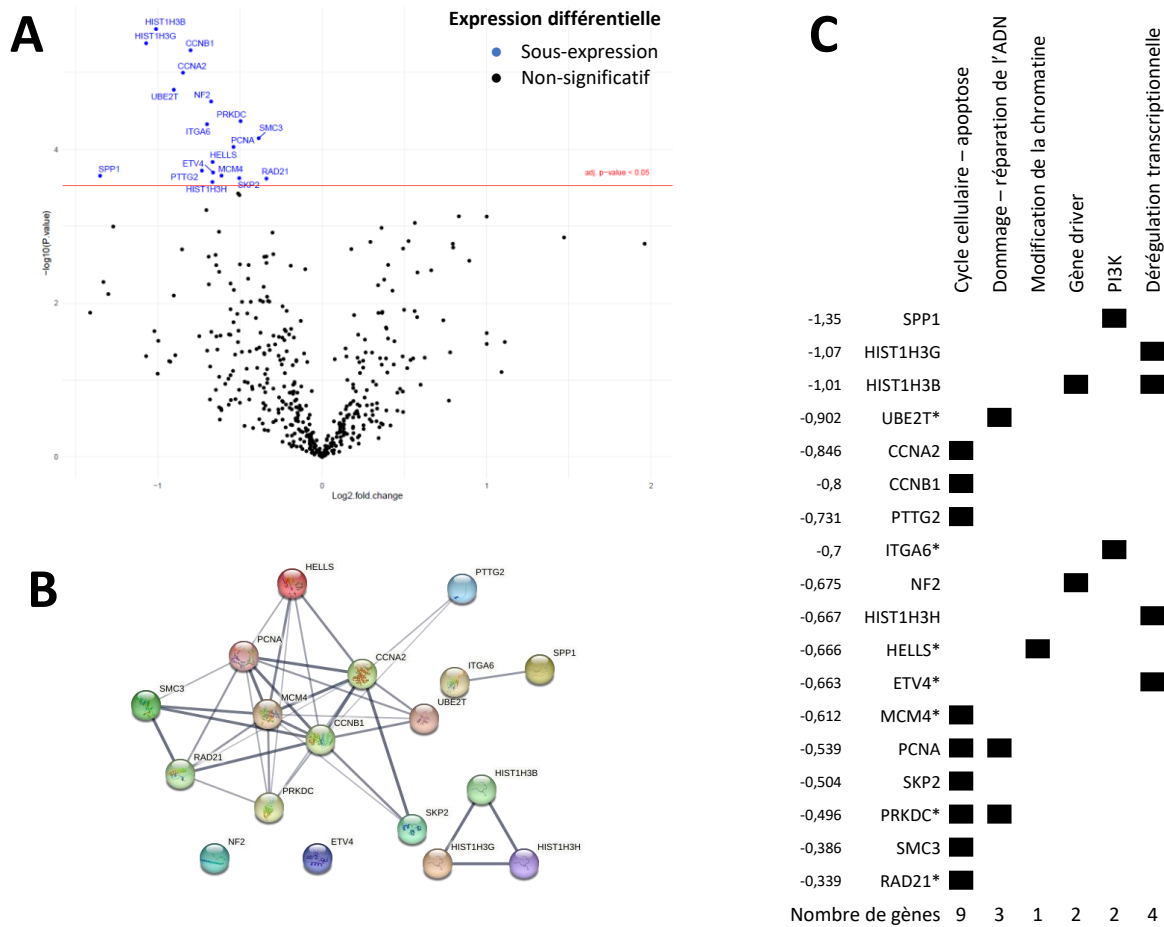 A
Expression différentielle
Sous-expression
Non-significatif
HIST1H3B
HIST1H3G
CCNB1
CCNA2
UBE2T
NF2
PRKDC
ITGA6
SMC3
PCNA
HELLS
ETV4
SPP1
MCM4
RAD21
PTTG2
SKP2
HIST1H3H
adj. p-value < 0.05
4
2
0
-log10(P.value)
-1
0
1
2
Log2.fold.change
B
HELLS
PTTG2
PCNA
CCNA2
ITGA6
SPP1
SMC3
MCM4
UBE2T
CCNB1
RAD21
HIST1H3B
PRKDC
SKP2
NF2
ETV4
HIST1H3G
HIST1H3H
C
Cycle cellulaire – apoptose
Dommage – réparation de l'ADN
Modification de la chromatine
Gène driver
PI3K
Dérégulation transcriptionnelle
-1,35 SPP1
-1,07 HIST1H3G
-1,01 HIST1H3B
-0,902 UBE2T*
-0,846 CCNA2
-0,8 CCNB1
-0,731 PTTG2
-0,7 ITGA6*
-0,675 NF2
-0,667 HIST1H3H
-0,666 HELLS*
-0,663 ETV4*
-0,612 MCM4*
-0,539 PCNA
-0,504 SKP2
-0,496 PRKDC*
-0,386 SMC3
-0,339 RAD21*
Nombre de gènes 9 3 1 2 2 4